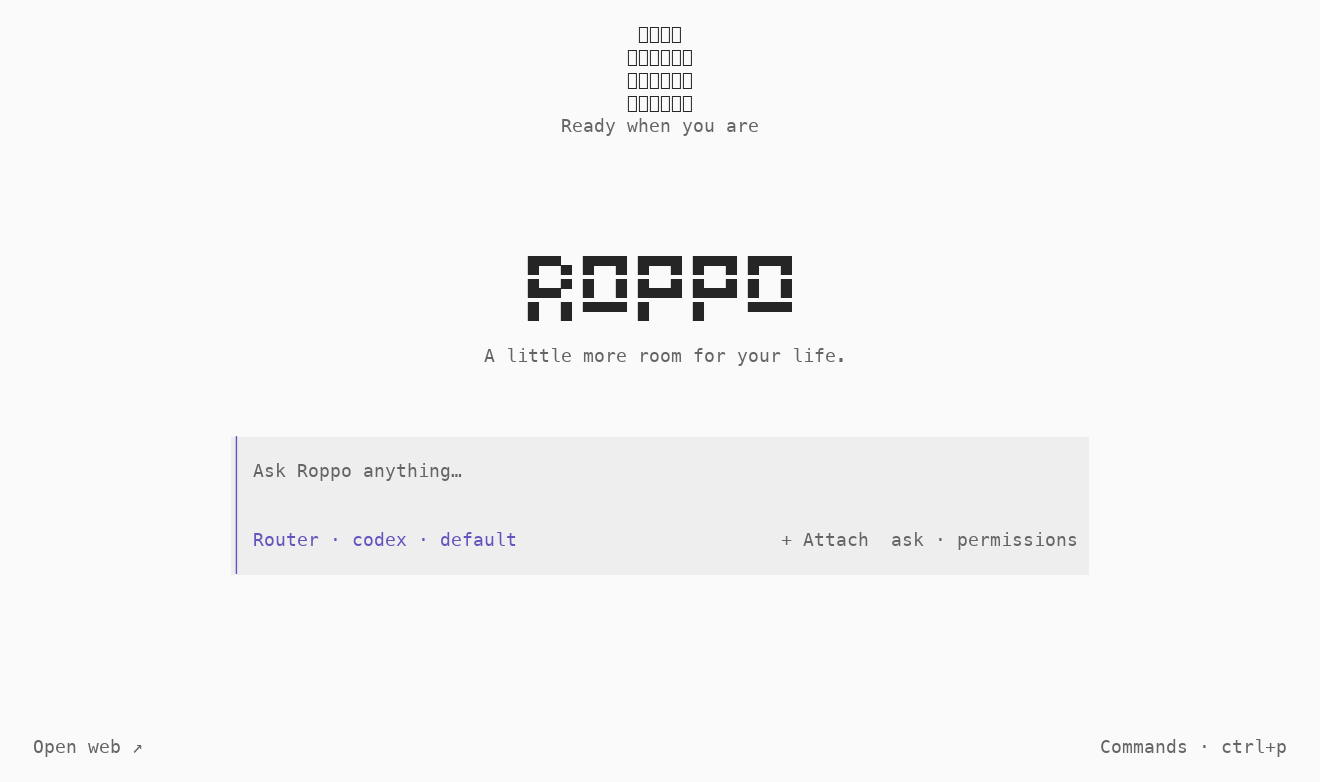 Ready when you are
ROPPO
A little more room for your life.
Ask Roppo anything…
Router · codex · default
+ Attach ask · permissions
Open web ↗
Commands · ctrl+p